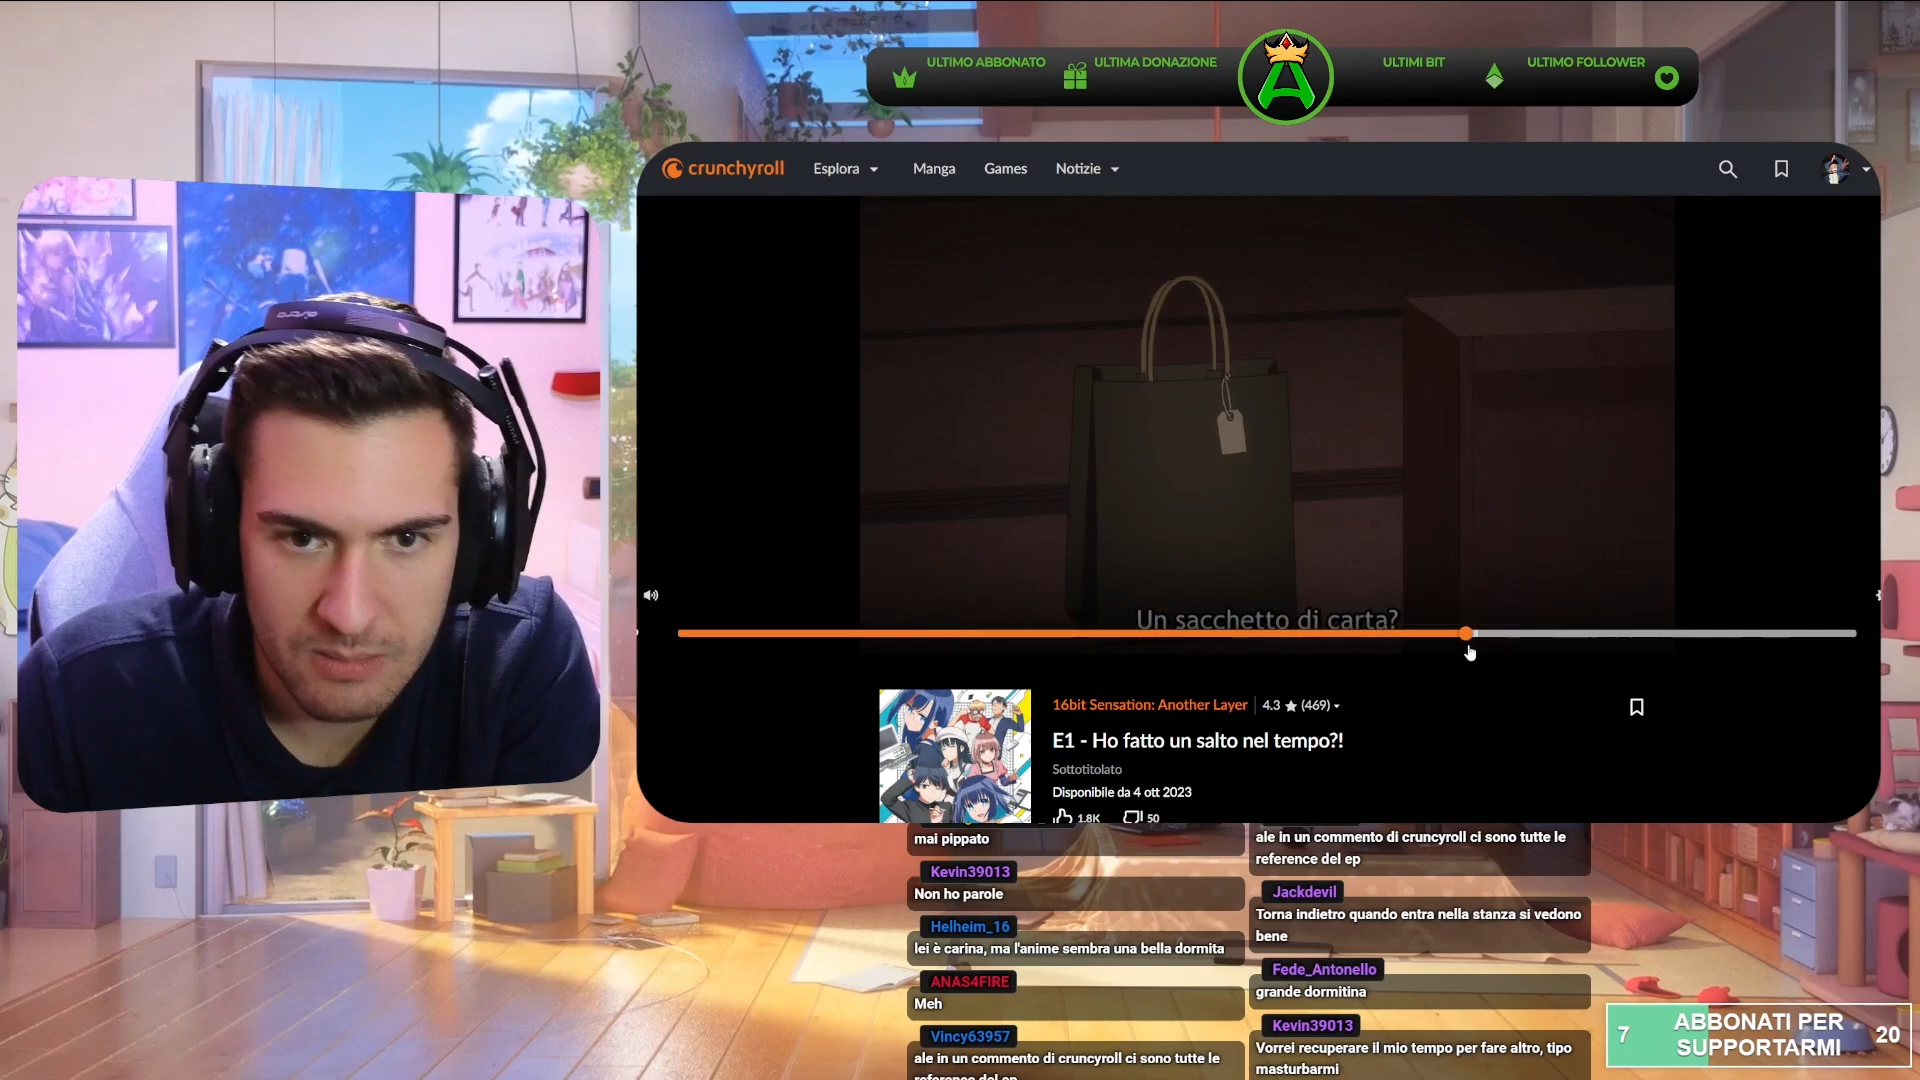 ULTIMO ABBONATO
ULTIMA DONAZIONE
ULTIMI BIT
ULTIMO FOLLOWER
crunchyroll
Esplora
Manga
Games
Notizie
Un sacchetto di carta?
16bit Sensation: Another Layer
4.3 ★ (469)
E1 - Ho fatto un salto nel tempo?!
Sottotitolato
Disponibile da 4 ott 2023
1.8K
50
mai pippato
Kevin39013
Non ho parole
Helheim_16
lei è carina, ma l'anime sembra una bella dormita
ANAS4FIRE
Meh
Vincy63957
ale in un commento di cruncyroll ci sono tutte le
reference del ep
ale in un commento di cruncyroll ci sono tutte le
reference del ep
Jackdevil
Torna indietro quando entra nella stanza si vedono
bene
Fede_Antonello
grande dormitina
Kevin39013
Vorrei recuperare il mio tempo per fare altro, tipo
masturbarmi
7
ABBONATI PER
SUPPORTARMI
20